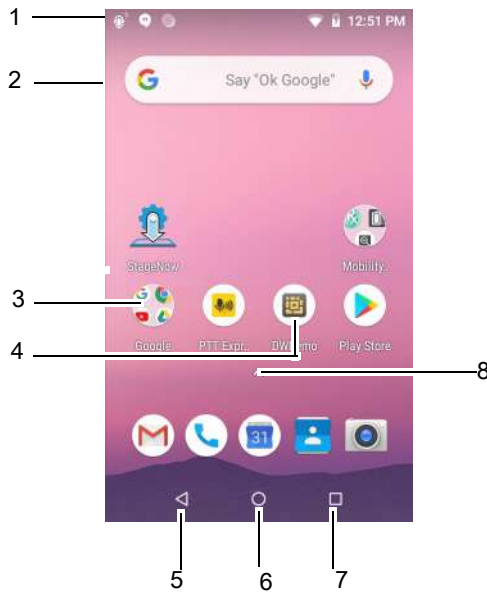 1
12:51 PM
2
Say "Ok Google"
StageNow
Mobility..
3
4
Google
PTT Expr..
DWDemo
Play Store
8
31
5
6
7